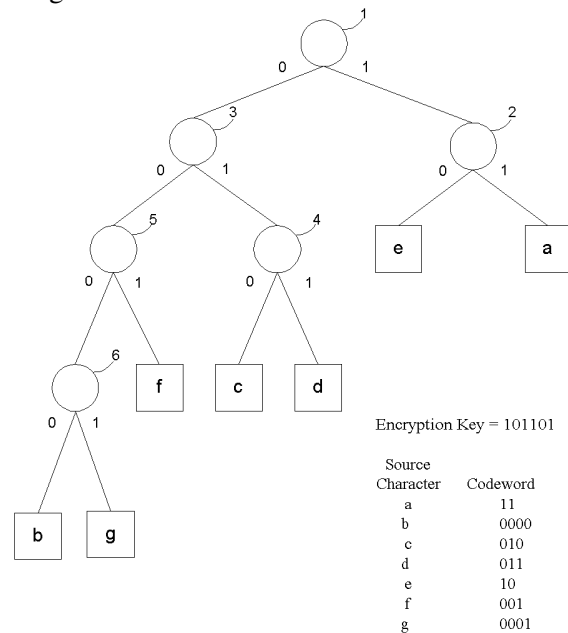 1
0 1
3 2
0 1 0 1
5 4 e a
0 1 0 1
6 f c d
0 1
b g
Encryption Key = 101101
Source
Character Codeword
a 11
b 0000
c 010
d 011
e 10
f 001
g 0001